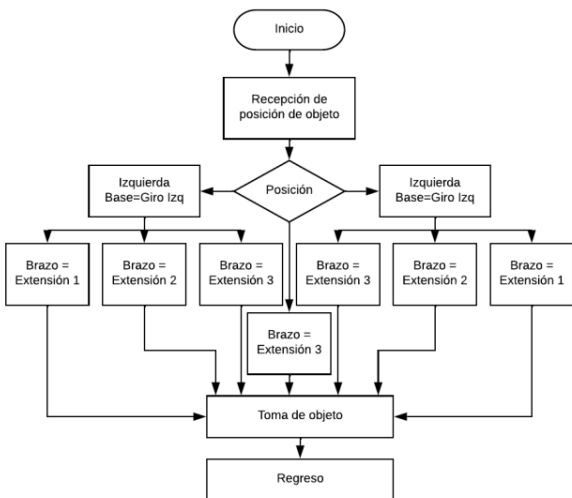 Inicio
Recepción de
posición de objeto
Izquierda
Base=Giro Izq
Posición
Izquierda
Base=Giro Izq
Brazo =
Extensión 1
Brazo =
Extensión 2
Brazo =
Extensión 3
Brazo =
Extensión 3
Brazo =
Extensión 2
Brazo =
Extensión 1
Brazo =
Extensión 3
Toma de objeto
Regreso